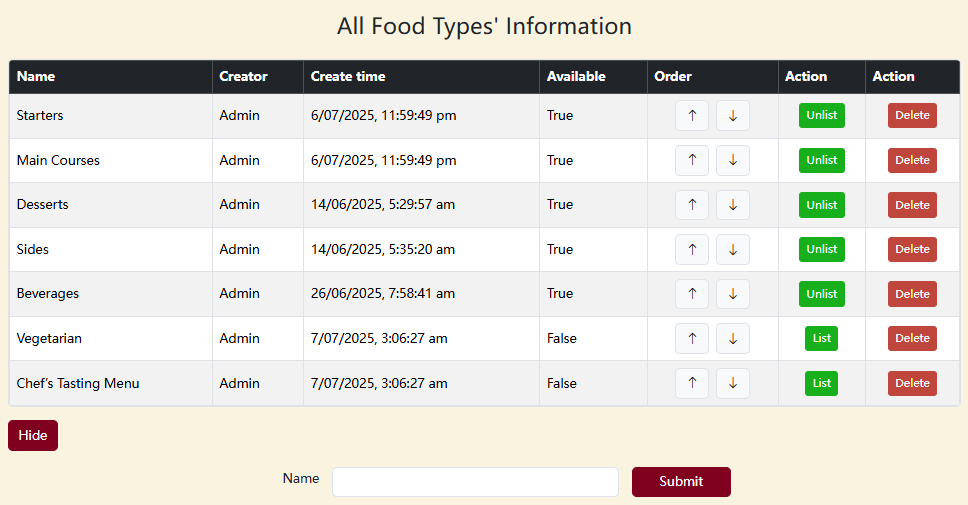 All Food Types' Information
Name Creator Create time Available Order Action Action
Starters Admin 6/07/2025, 11:59:49 pm True ↑ ↓ Unlist Delete
Main Courses Admin 6/07/2025, 11:59:49 pm True ↑ ↓ Unlist Delete
Desserts Admin 14/06/2025, 5:29:57 am True ↑ ↓ Unlist Delete
Sides Admin 14/06/2025, 5:35:20 am True ↑ ↓ Unlist Delete
Beverages Admin 26/06/2025, 7:58:41 am True ↑ ↓ Unlist Delete
Vegetarian Admin 7/07/2025, 3:06:27 am False ↑ ↓ List Delete
Chef's Tasting Menu Admin 7/07/2025, 3:06:27 am False ↑ ↓ List Delete
Hide
Name Submit